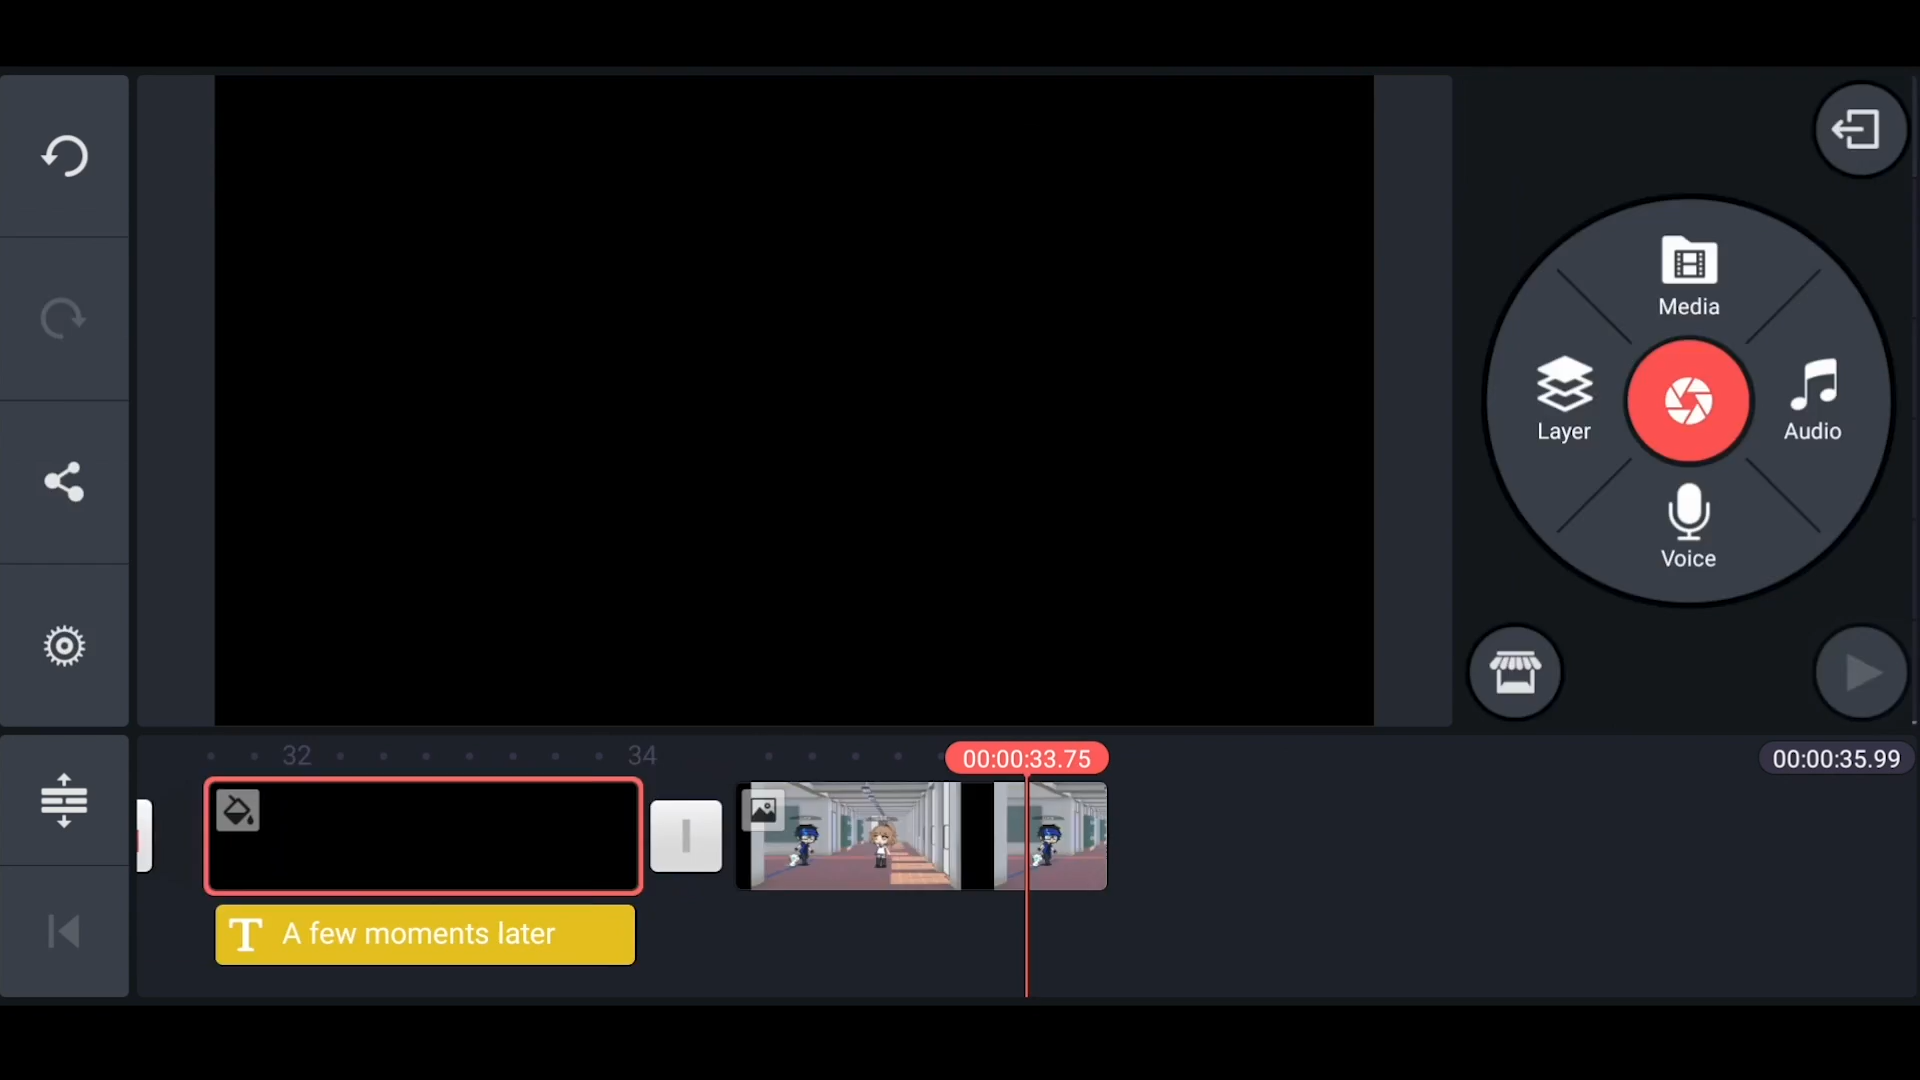 Media
Layer
Audio
Voice
32
34
00:00:33.75
00:00:35.99
T A few moments later